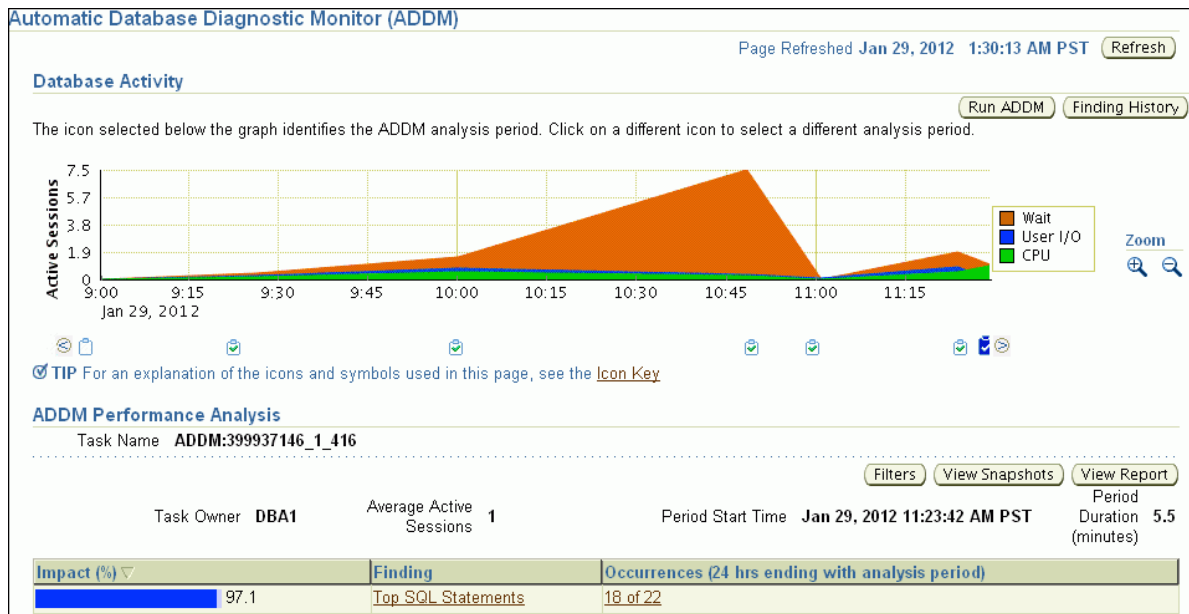 Automatic Database Diagnostic Monitor (ADDM)
Page Refreshed Jan 29, 2012 1:30:13 AM PST Refresh
Database Activity
Run ADDM Finding History
The icon selected below the graph identifies the ADDM analysis period. Click on a different icon to select a different analysis period.
Active Sessions
7.5
5.7
3.8
1.9
0
9:00 9:15 9:30 9:45 10:00 10:15 10:30 10:45 11:00 11:15
Jan 29, 2012
Wait
User I/O
CPU
Zoom
TIP For an explanation of the icons and symbols used in this page, see the Icon Key
ADDM Performance Analysis
Task Name ADDM:399937146_1_416
Filters View Snapshots View Report
Task Owner DBA1
Average Active
Sessions 1
Period Start Time Jan 29, 2012 11:23:42 AM PST
Period
Duration 5.5
(minutes)
Impact (%) Finding Occurrences (24 hrs ending with analysis period)
97.1 Top SQL Statements 18 of 22